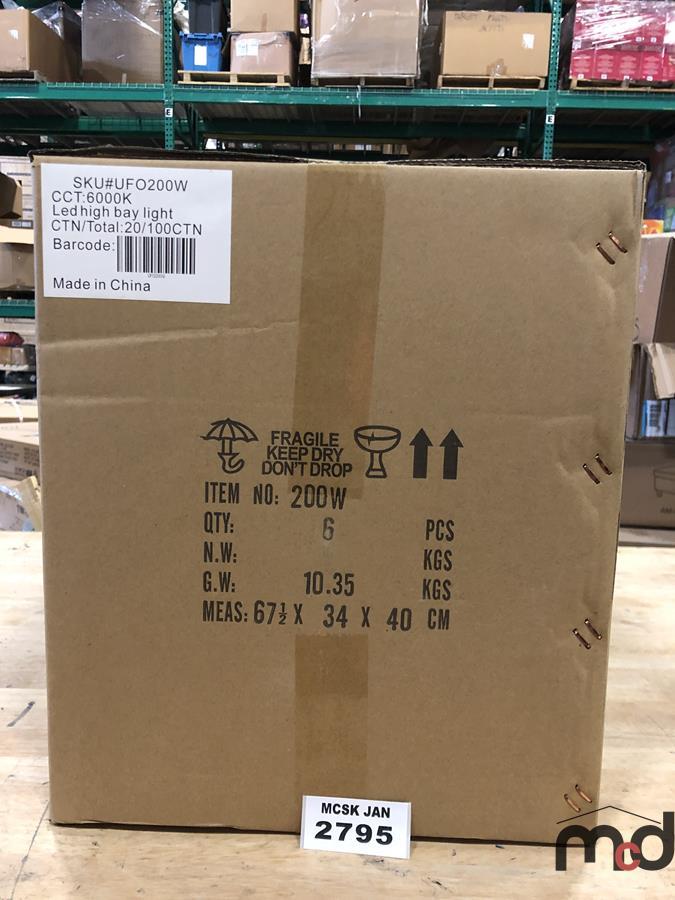 E
E
SKU#UFO200W
CCT:6000K
Led high bay light
CTN/Total:20/100CTN
Barcode:
UFO200W
Made in China
FRAGILE
KEEP DRY
DON'T DROP
ITEM NO: 200W
QTY: 6 PCS
N.W: KGS
G.W: 10.35 KGS
MEAS: 67½ X 34 X 40 CM
MCSK JAN
2795
mcd